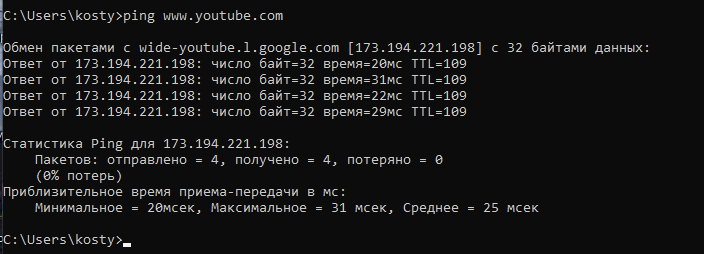 C:\Users\kosty>ping www.youtube.com
Обмен пакетами с wide-youtube.l.google.com [173.194.221.198] с 32 байтами данных:
Ответ от 173.194.221.198: число байт=32 время=20мс TTL=109
Ответ от 173.194.221.198: число байт=32 время=31мс TTL=109
Ответ от 173.194.221.198: число байт=32 время=22мс TTL=109
Ответ от 173.194.221.198: число байт=32 время=29мс TTL=109
Статистика Ping для 173.194.221.198:
    Пакетов: отправлено = 4, получено = 4, потеряно = 0
    (0% потерь)
Приблизительное время приема-передачи в мс:
    Минимальное = 20мсек, Максимальное = 31 мсек, Среднее = 25 мсек
C:\Users\kosty>